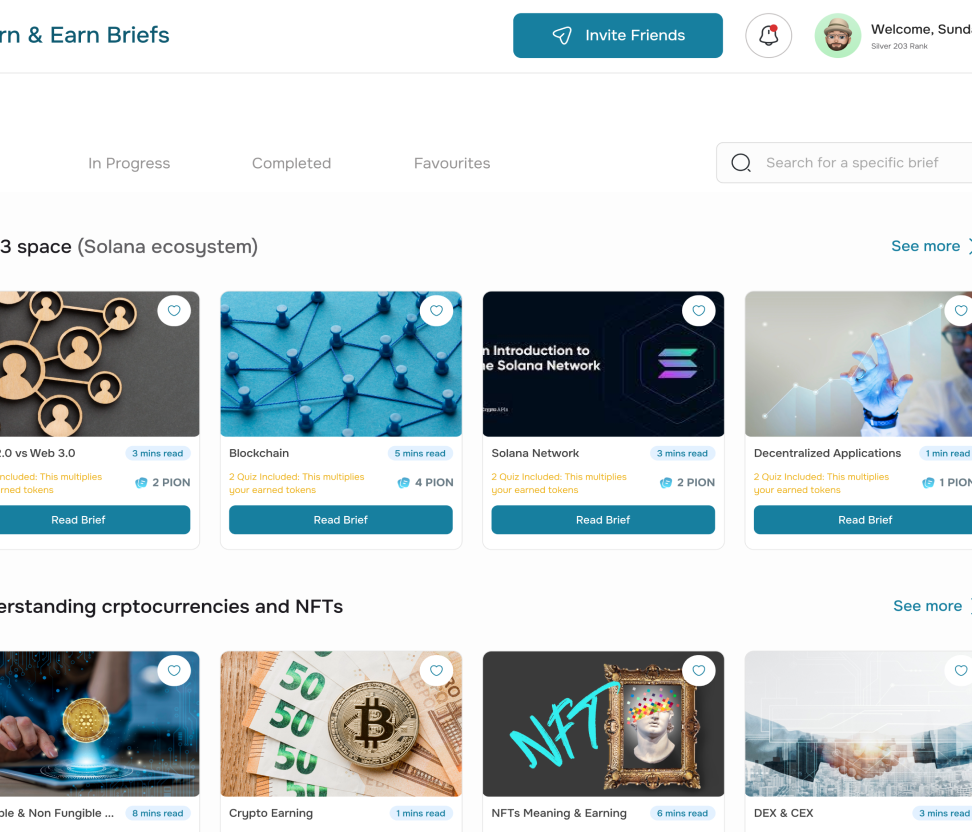 rn & Earn Briefs
Invite Friends
Welcome, Sund
Silver 203 Rank
In Progress
Completed
Favourites
Search for a specific brief
3 space (Solana ecosystem)
See more
n Introduction to
e Solana Network
Crypto APIs
.0 vs Web 3.0
3 mins read
ncluded: This multiplies
rned tokens
2 PION
Read Brief
Blockchain
5 mins read
2 Quiz Included: This multiplies
your earned tokens
4 PION
Read Brief
Solana Network
3 mins read
2 Quiz Included: This multiplies
your earned tokens
2 PION
Read Brief
Decentralized Applications
1 min read
2 Quiz Included: This multiplies
your earned tokens
1 PION
Read Brief
erstanding crptocurrencies and NFTs
See more
50
50
50
B
NFT
ble & Non Fungible ...
8 mins read
Crypto Earning
1 mins read
NFTs Meaning & Earning
6 mins read
DEX & CEX
3 mins read